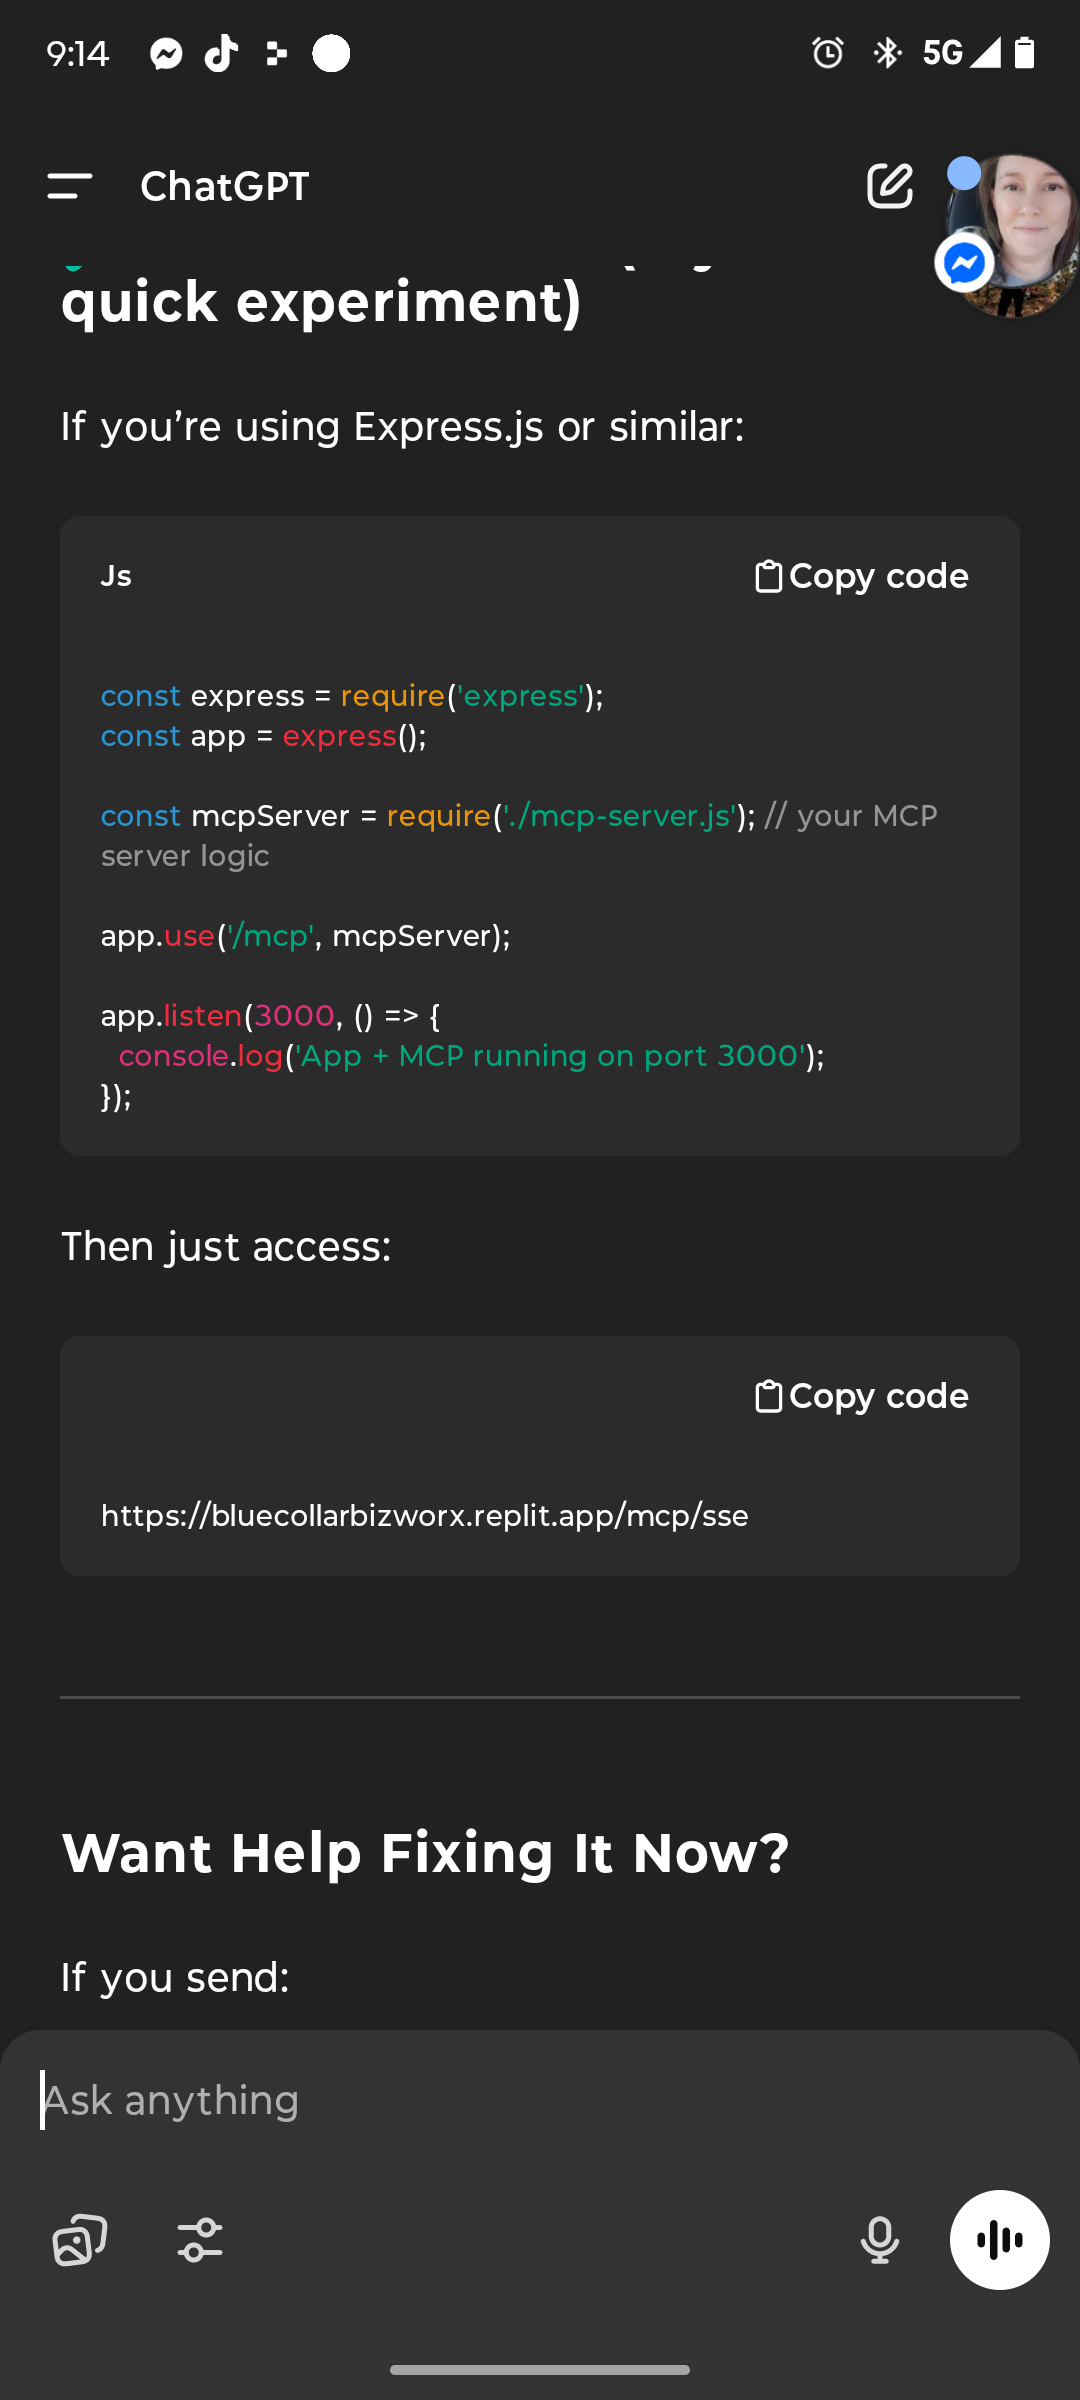 9:14
5G
ChatGPT
quick experiment)
If you’re using Express.js or similar:
Js
Copy code
const express = require('express');
const app = express();
const mcpServer = require('./mcp-server.js'); // your MCP
server logic
app.use('/mcp', mcpServer);
app.listen(3000, () => {
  console.log('App + MCP running on port 3000');
});
Then just access:
Copy code
https://bluecollarbizworx.replit.app/mcp/sse
Want Help Fixing It Now?
If you send:
Ask anything